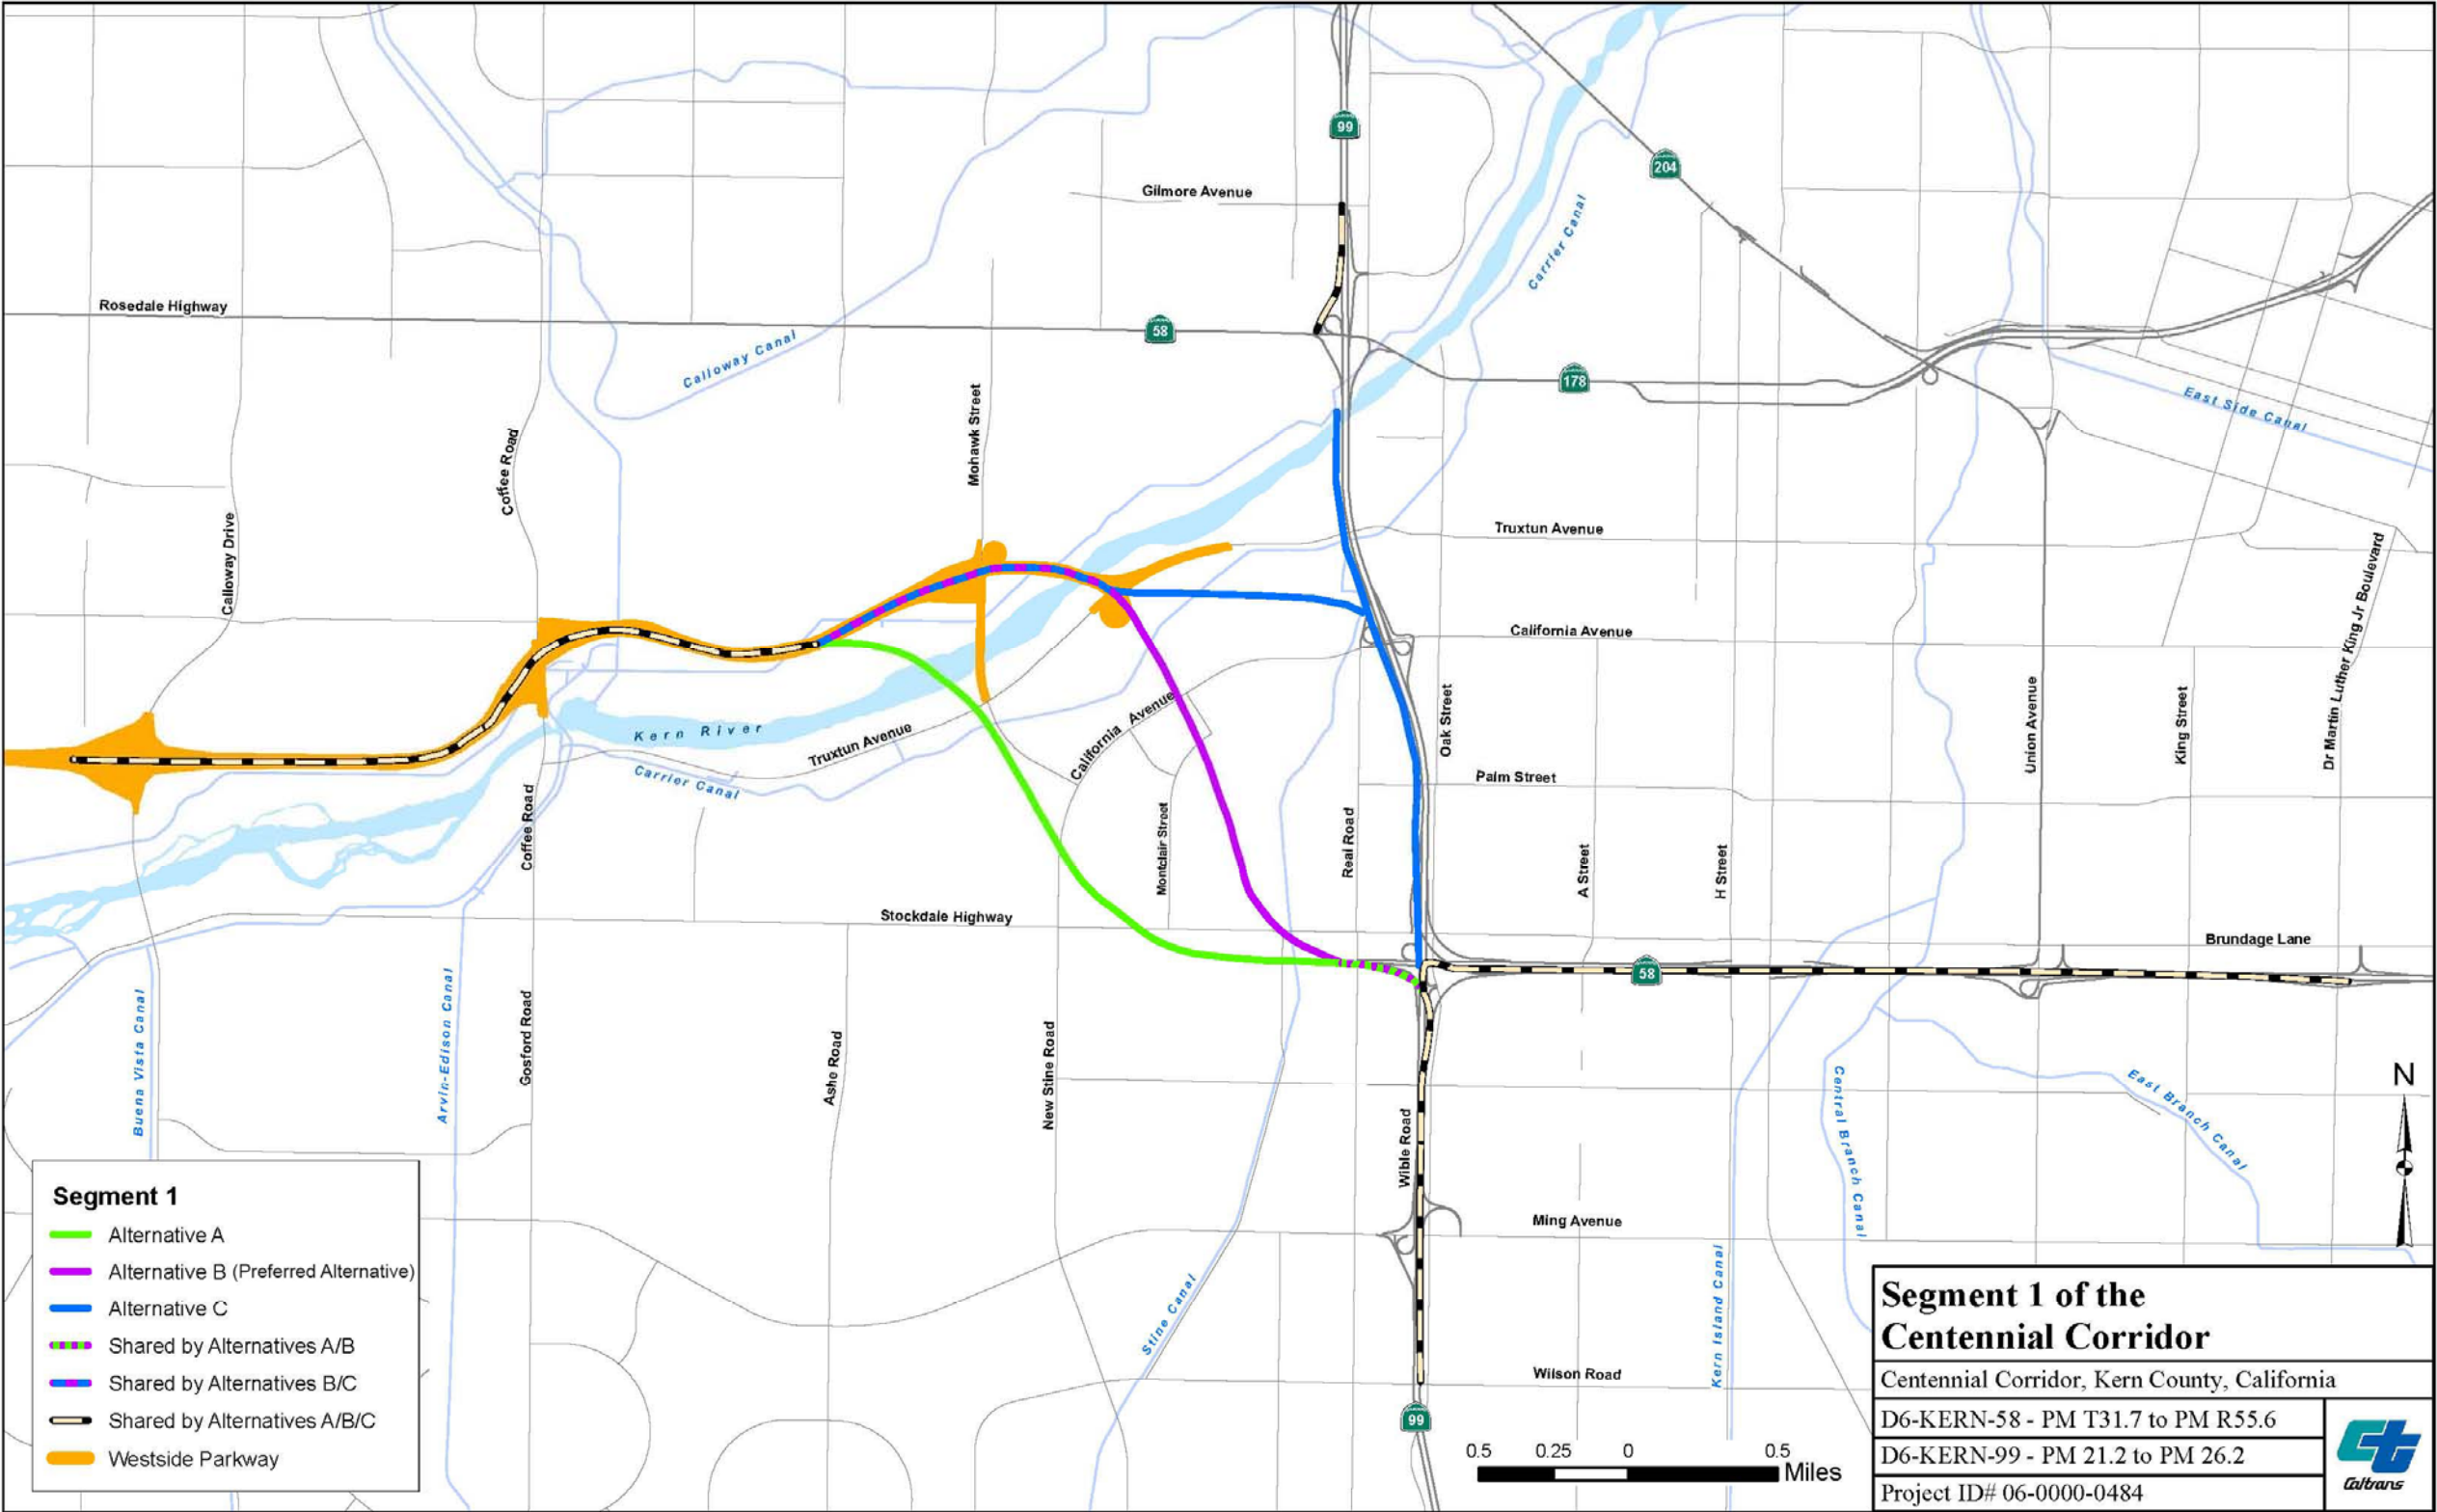 99
204
Gilmore Avenue
Carrier Canal
Rosedale Highway
58
Calloway Canal
178
East Side Canal
Mohawk Street
Coffee Road
Calloway Drive
Truxtun Avenue
California Avenue
Dr Martin Luther King Jr Boulevard
Oak Street
Union Avenue
King Street
Kern River
Truxtun Avenue
California Avenue
Carrier Canal
Palm Street
Coffee Road
Montclair Street
Real Road
A Street
H Street
Stockdale Highway
Brundage Lane
58
Buena Vista Canal
Arvin-Edison Canal
Gosford Road
Ashe Road
New Stine Road
Wible Road
Central Branch Canal
East Branch Canal
N
Ming Avenue
Stine Canal
Kern Island Canal
Wilson Road
99
Segment 1
Alternative A
Alternative B (Preferred Alternative)
Alternative C
Shared by Alternatives A/B
Shared by Alternatives B/C
Shared by Alternatives A/B/C
Westside Parkway
0.5 0.25 0 0.5
Miles
Segment 1 of the
Centennial Corridor
Centennial Corridor, Kern County, California
D6-KERN-58 - PM T31.7 to PM R55.6
D6-KERN-99 - PM 21.2 to PM 26.2
Project ID# 06-0000-0484
Caltrans